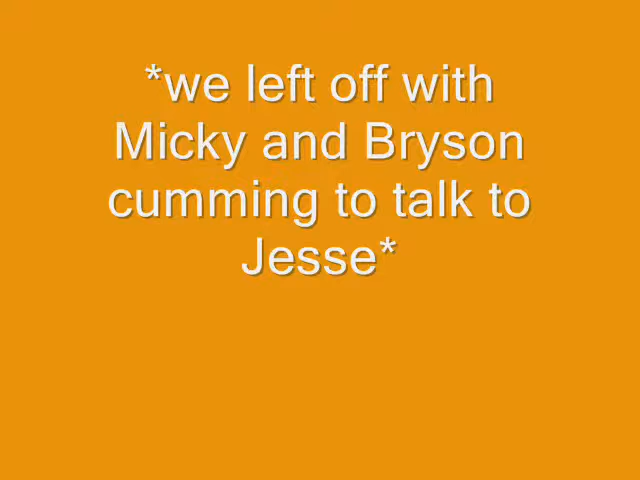 *we left off with
Micky and Bryson
cumming to talk to
Jesse*